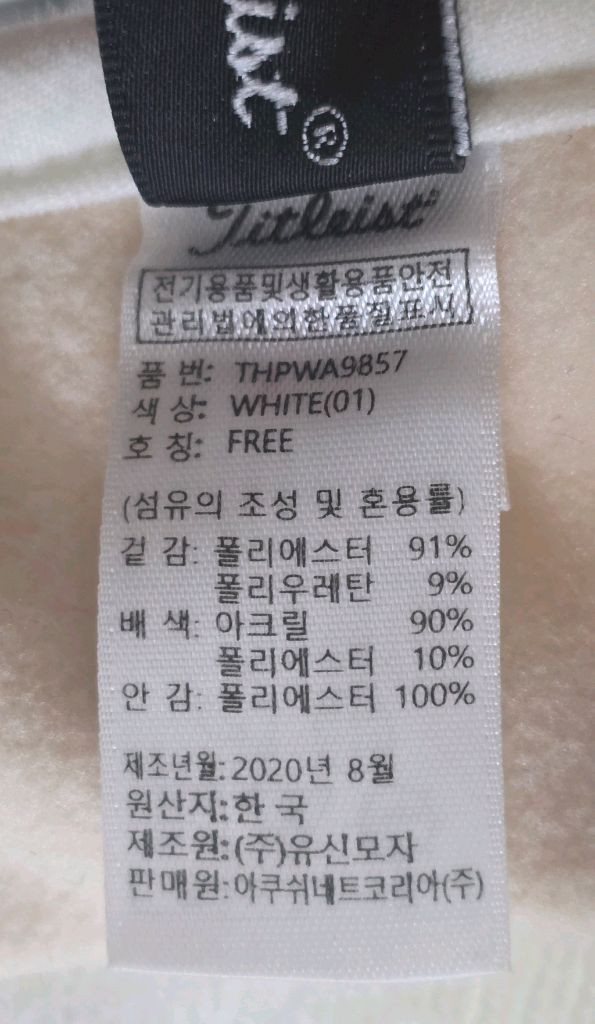 ist®
Titleist®
전기용품및생활용품안전
관리법에의한품질표시
품 번: THPWA9857
색 상: WHITE(01)
호 칭: FREE
(섬유의 조성 및 혼용률)
겉 감: 폴리에스터 91%
폴리우레탄 9%
배 색: 아크릴 90%
폴리에스터 10%
안 감: 폴리에스터 100%
제조년월: 2020년 8월
원산지: 한 국
제조원: (주)유신모자
판매원: 아쿠쉬네트코리아(주)